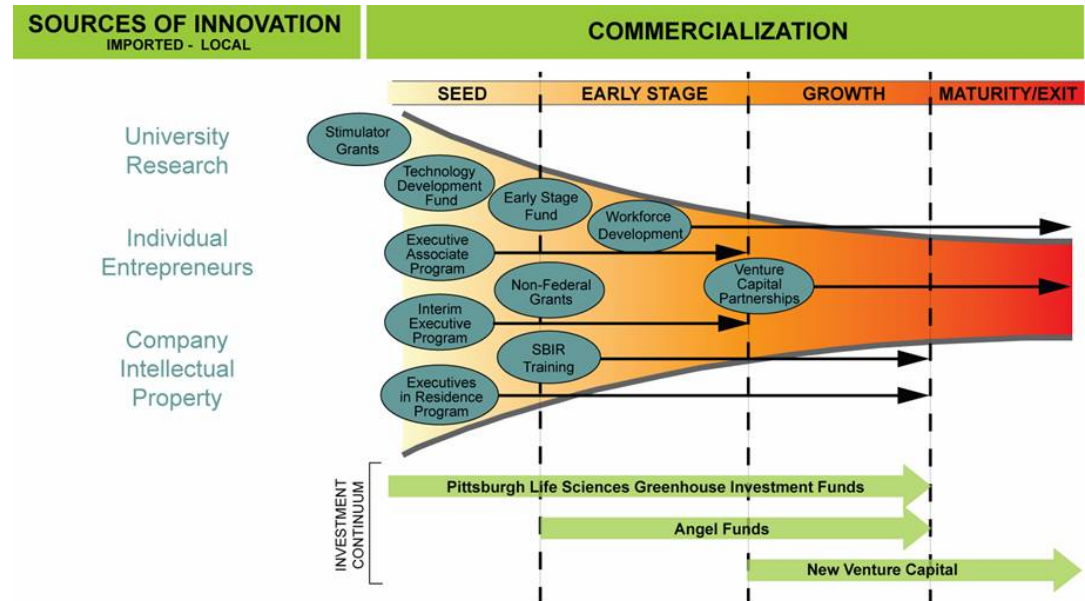 SOURCES OF INNOVATION
IMPORTED - LOCAL
COMMERCIALIZATION
SEED
EARLY STAGE
GROWTH
MATURITY/EXIT
University
Research
Individual
Entrepreneurs
Company
Intellectual
Property
Stimulator
Grants
Technology
Development
Fund
Early Stage
Fund
Workforce
Development
Executive
Associate
Program
Non-Federal
Grants
Venture
Capital
Partnerships
Interim
Executive
Program
SBIR
Training
Executives
in Residence
Program
INVESTMENT
CONTINUUM
Pittsburgh Life Sciences Greenhouse Investment Funds
Angel Funds
New Venture Capital